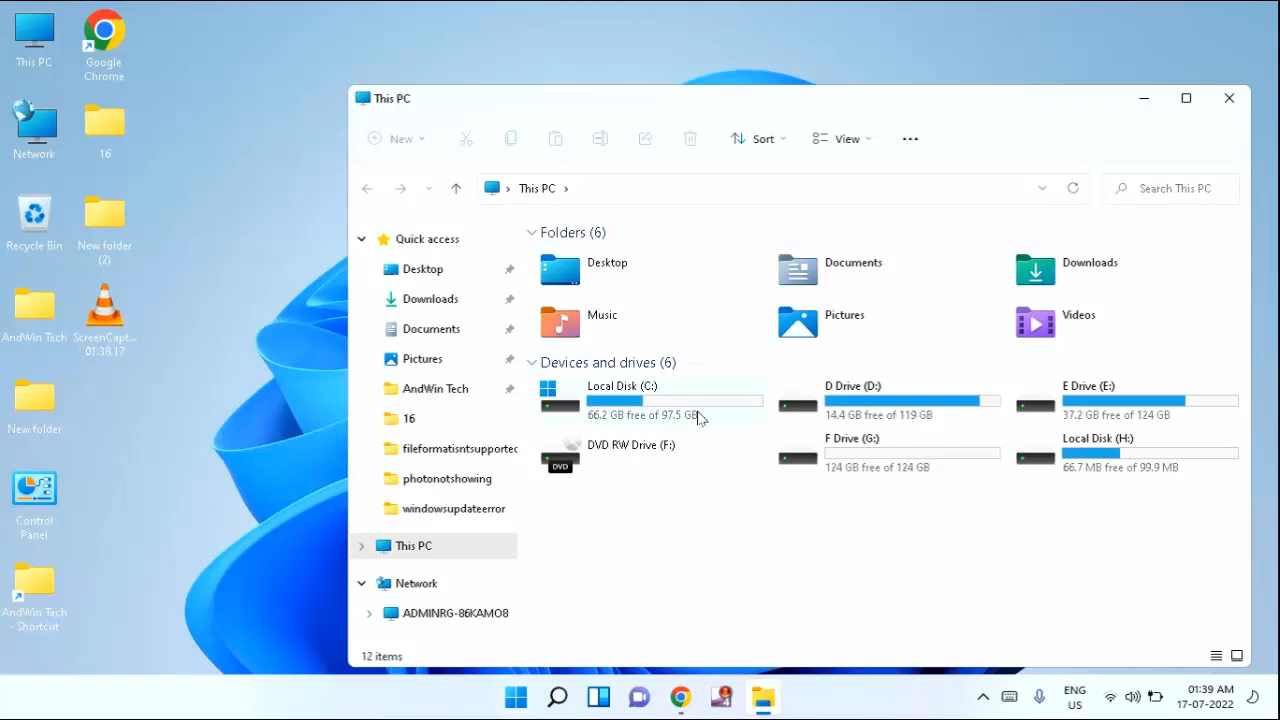 This PC
Google
Chrome
Network
16
Recycle Bin
New folder
(2)
AndWin Tech
ScreenCapt...
01.38.17
New folder
Control
Panel
AndWin Tech
- Shortcut
This PC
New
Sort
View
This PC
Search This PC
Quick access
Desktop
Downloads
Documents
Pictures
AndWin Tech
16
fileformatisntsupported
photonotshowing
windowsupdateerror
This PC
Network
ADMINRG-86KAMO8
Folders (6)
Desktop
Documents
Downloads
Music
Pictures
Videos
Devices and drives (6)
Local Disk (C:)
66.2 GB free of 97.5 GB
D Drive (D:)
14.4 GB free of 119 GB
E Drive (E:)
37.2 GB free of 124 GB
DVD RW Drive (F:)
DVD
F Drive (G:)
124 GB free of 124 GB
Local Disk (H:)
66.7 MB free of 99.9 MB
12 items
ENG
US
01:39 AM
17-07-2022